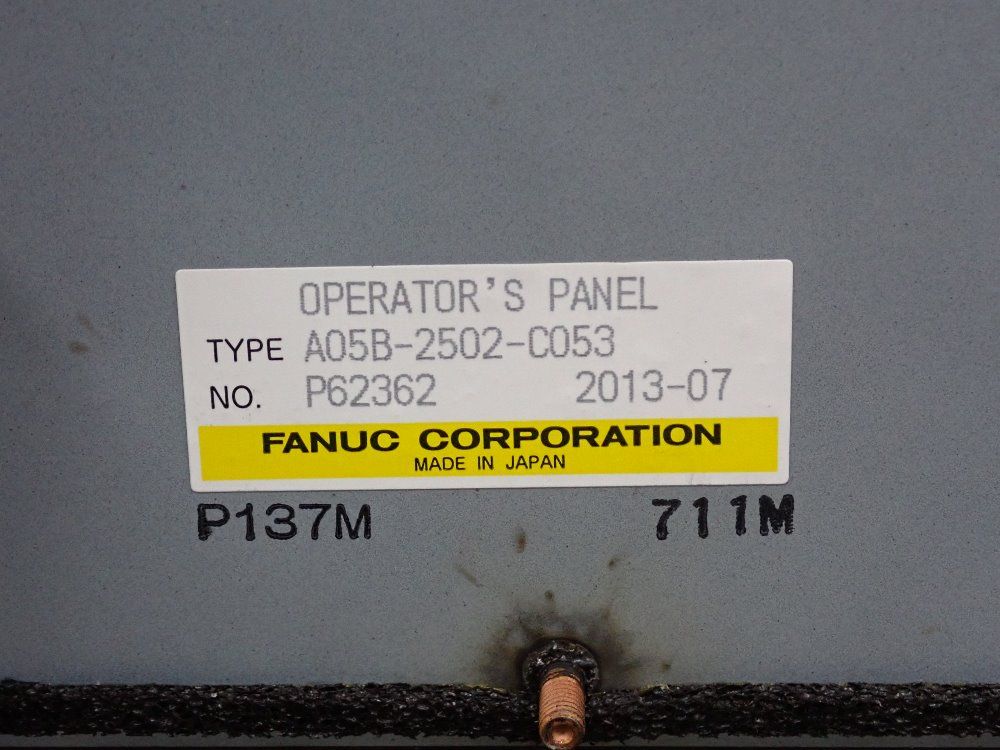 OPERATOR'S PANEL
TYPE A05B-2502-C053
NO. P62362 2013-07
FANUC CORPORATION
MADE IN JAPAN
P137M 711M